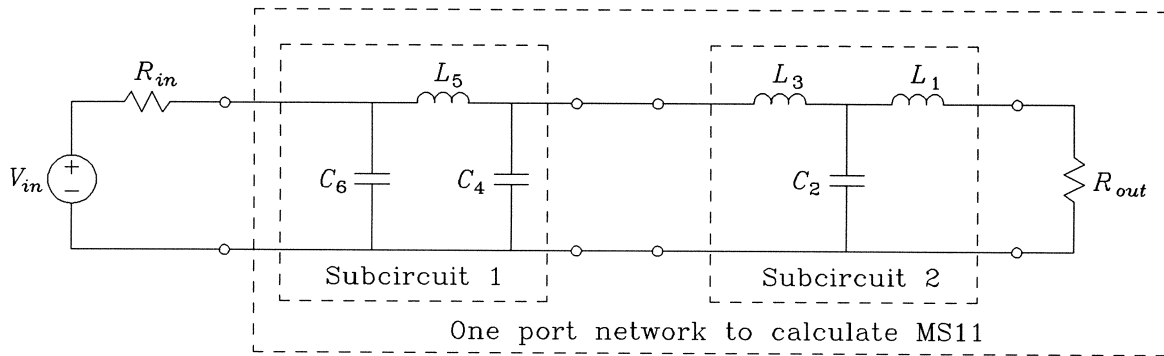 R_in
L_5
L_3
L_1
V_in
+
−
C_6
C_4
C_2
R_out
Subcircuit 1
Subcircuit 2
One port network to calculate MS11